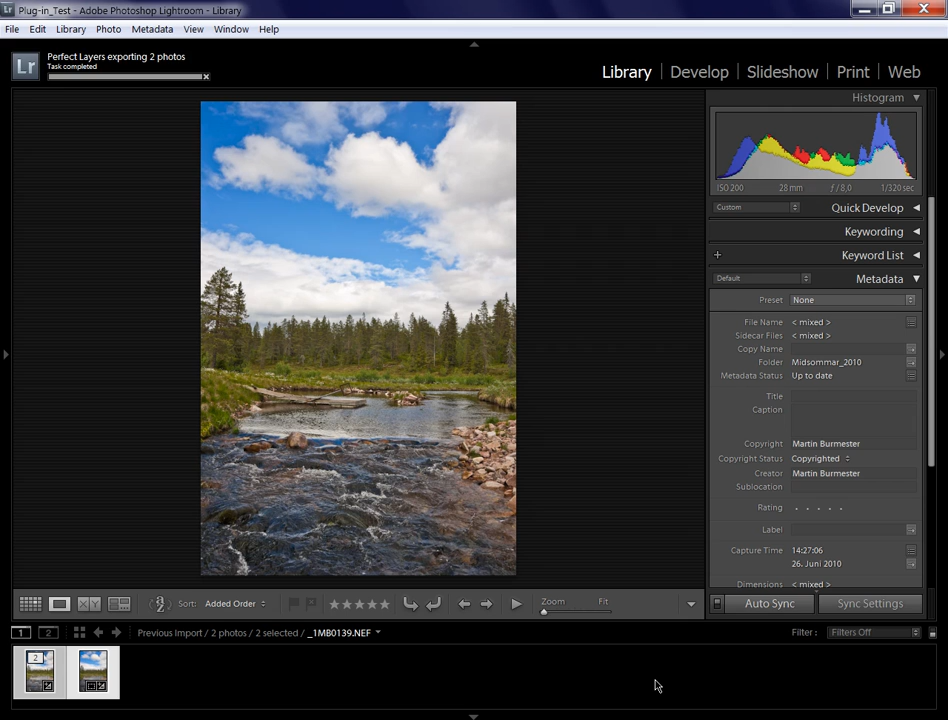 Plug-in_Test - Adobe Photoshop Lightroom - Library
File Edit Library Photo Metadata View Window Help
Lr
Perfect Layers exporting 2 photos
Task completed
Library | Develop | Slideshow | Print | Web
Histogram
ISO 200 28 mm ƒ / 8,0 1/320 sec
Custom Quick Develop
Keywording
Keyword List
Default Metadata
Preset None
File Name < mixed >
Sidecar Files < mixed >
Copy Name
Folder Midsommar_2010
Metadata Status Up to date
Title
Caption
Copyright Martin Burmester
Copyright Status Copyrighted
Creator Martin Burmester
Sublocation
Rating
Label
Capture Time 14:27:06
26. Juni 2010
Dimensions < mixed >
Sort: Added Order Zoom Fit
Auto Sync Sync Settings
1 2 Previous Import / 2 photos / 2 selected / _1MB0139.NEF Filter : Filters Off
2